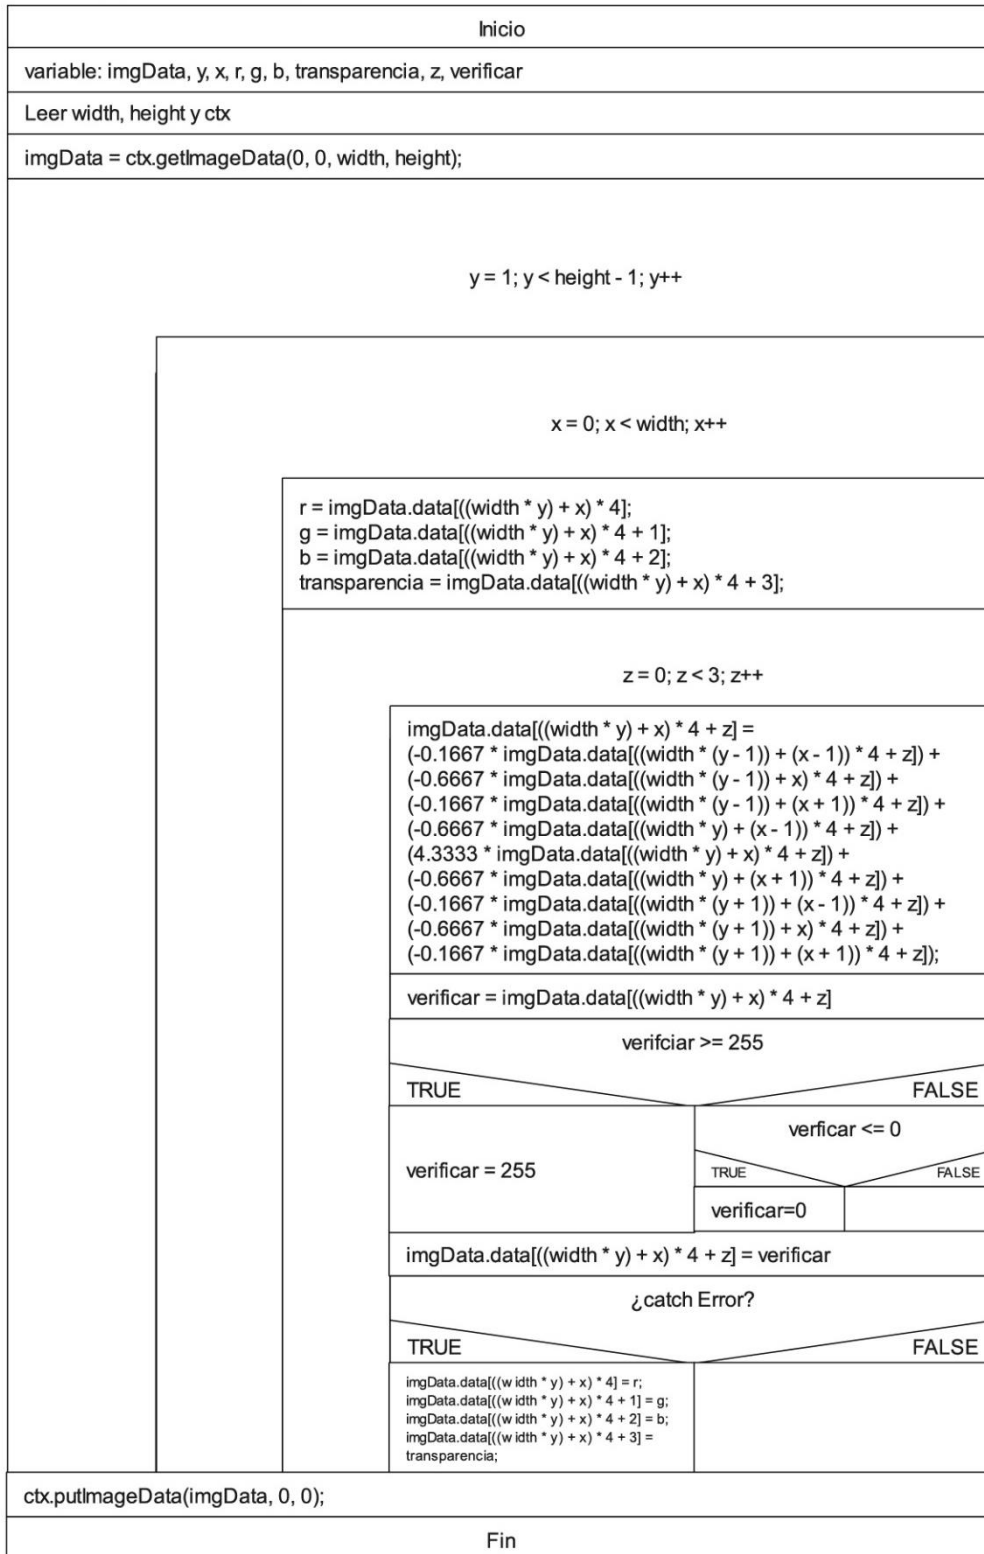 Inicio
variable: imgData, y, x, r, g, b, transparencia, z, verificar
Leer width, height y ctx
imgData = ctx.getImageData(0, 0, width, height);
y = 1; y < height - 1; y++
x = 0; x < width; x++
r = imgData.data[((width * y) + x) * 4];
g = imgData.data[((width * y) + x) * 4 + 1];
b = imgData.data[((width * y) + x) * 4 + 2];
transparencia = imgData.data[((width * y) + x) * 4 + 3];
z = 0; z < 3; z++
imgData.data[((width * y) + x) * 4 + z] =
(-0.1667 * imgData.data[((width * (y - 1)) + (x - 1)) * 4 + z]) +
(-0.6667 * imgData.data[((width * (y - 1)) + x) * 4 + z]) +
(-0.1667 * imgData.data[((width * (y - 1)) + (x + 1)) * 4 + z]) +
(-0.6667 * imgData.data[((width * y) + (x - 1)) * 4 + z]) +
(4.3333 * imgData.data[((width * y) + x) * 4 + z]) +
(-0.6667 * imgData.data[((width * y) + (x + 1)) * 4 + z]) +
(-0.1667 * imgData.data[((width * (y + 1)) + (x - 1)) * 4 + z]) +
(-0.6667 * imgData.data[((width * (y + 1)) + x) * 4 + z]) +
(-0.1667 * imgData.data[((width * (y + 1)) + (x + 1)) * 4 + z]);
verificar = imgData.data[((width * y) + x) * 4 + z]
verifciar >= 255
TRUE FALSE
verficar <= 0
verificar = 255
TRUE FALSE
verificar=0
imgData.data[((width * y) + x) * 4 + z] = verificar
¿catch Error?
TRUE FALSE
imgData.data[((w idth * y) + x) * 4] = r;
imgData.data[((w idth * y) + x) * 4 + 1] = g;
imgData.data[((w idth * y) + x) * 4 + 2] = b;
imgData.data[((w idth * y) + x) * 4 + 3] =
transparencia;
ctx.putImageData(imgData, 0, 0);
Fin